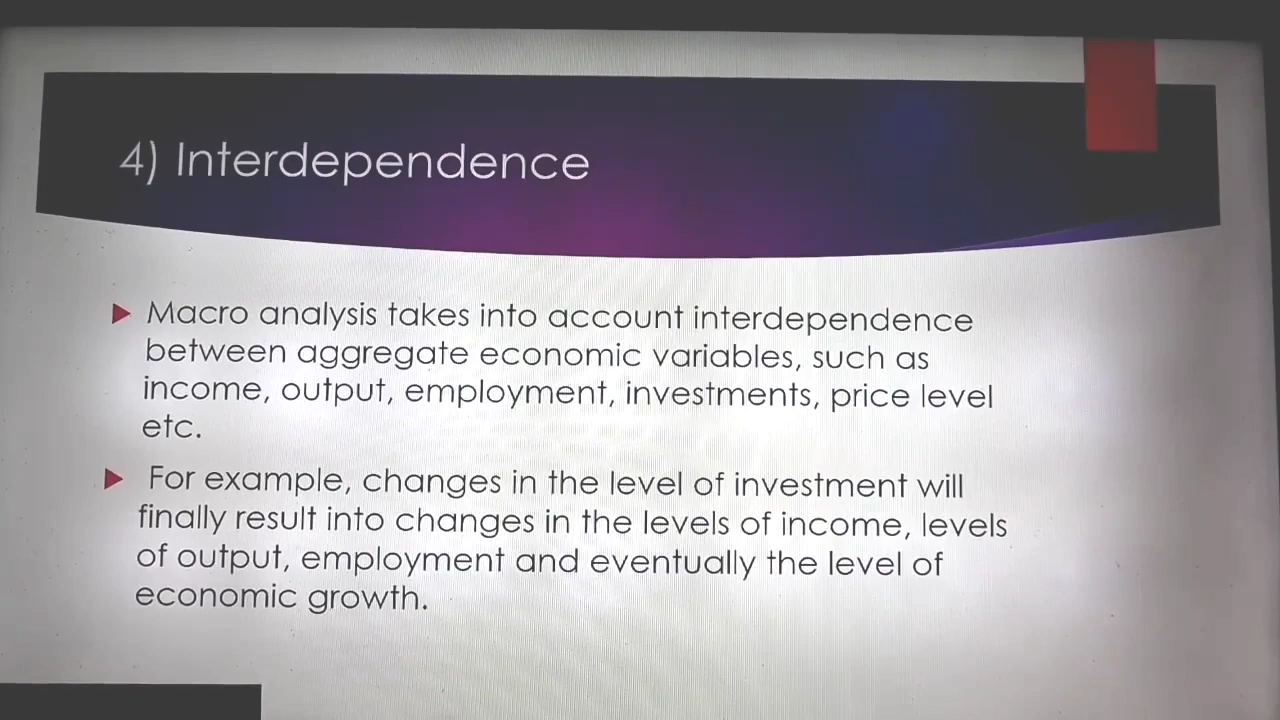 4) Interdependence
Macro analysis takes into account interdependence
between aggregate economic variables, such as
income, output, employment, investments, price level
etc.
For example, changes in the level of investment will
finally result into changes in the levels of income, levels
of output, employment and eventually the level of
economic growth.